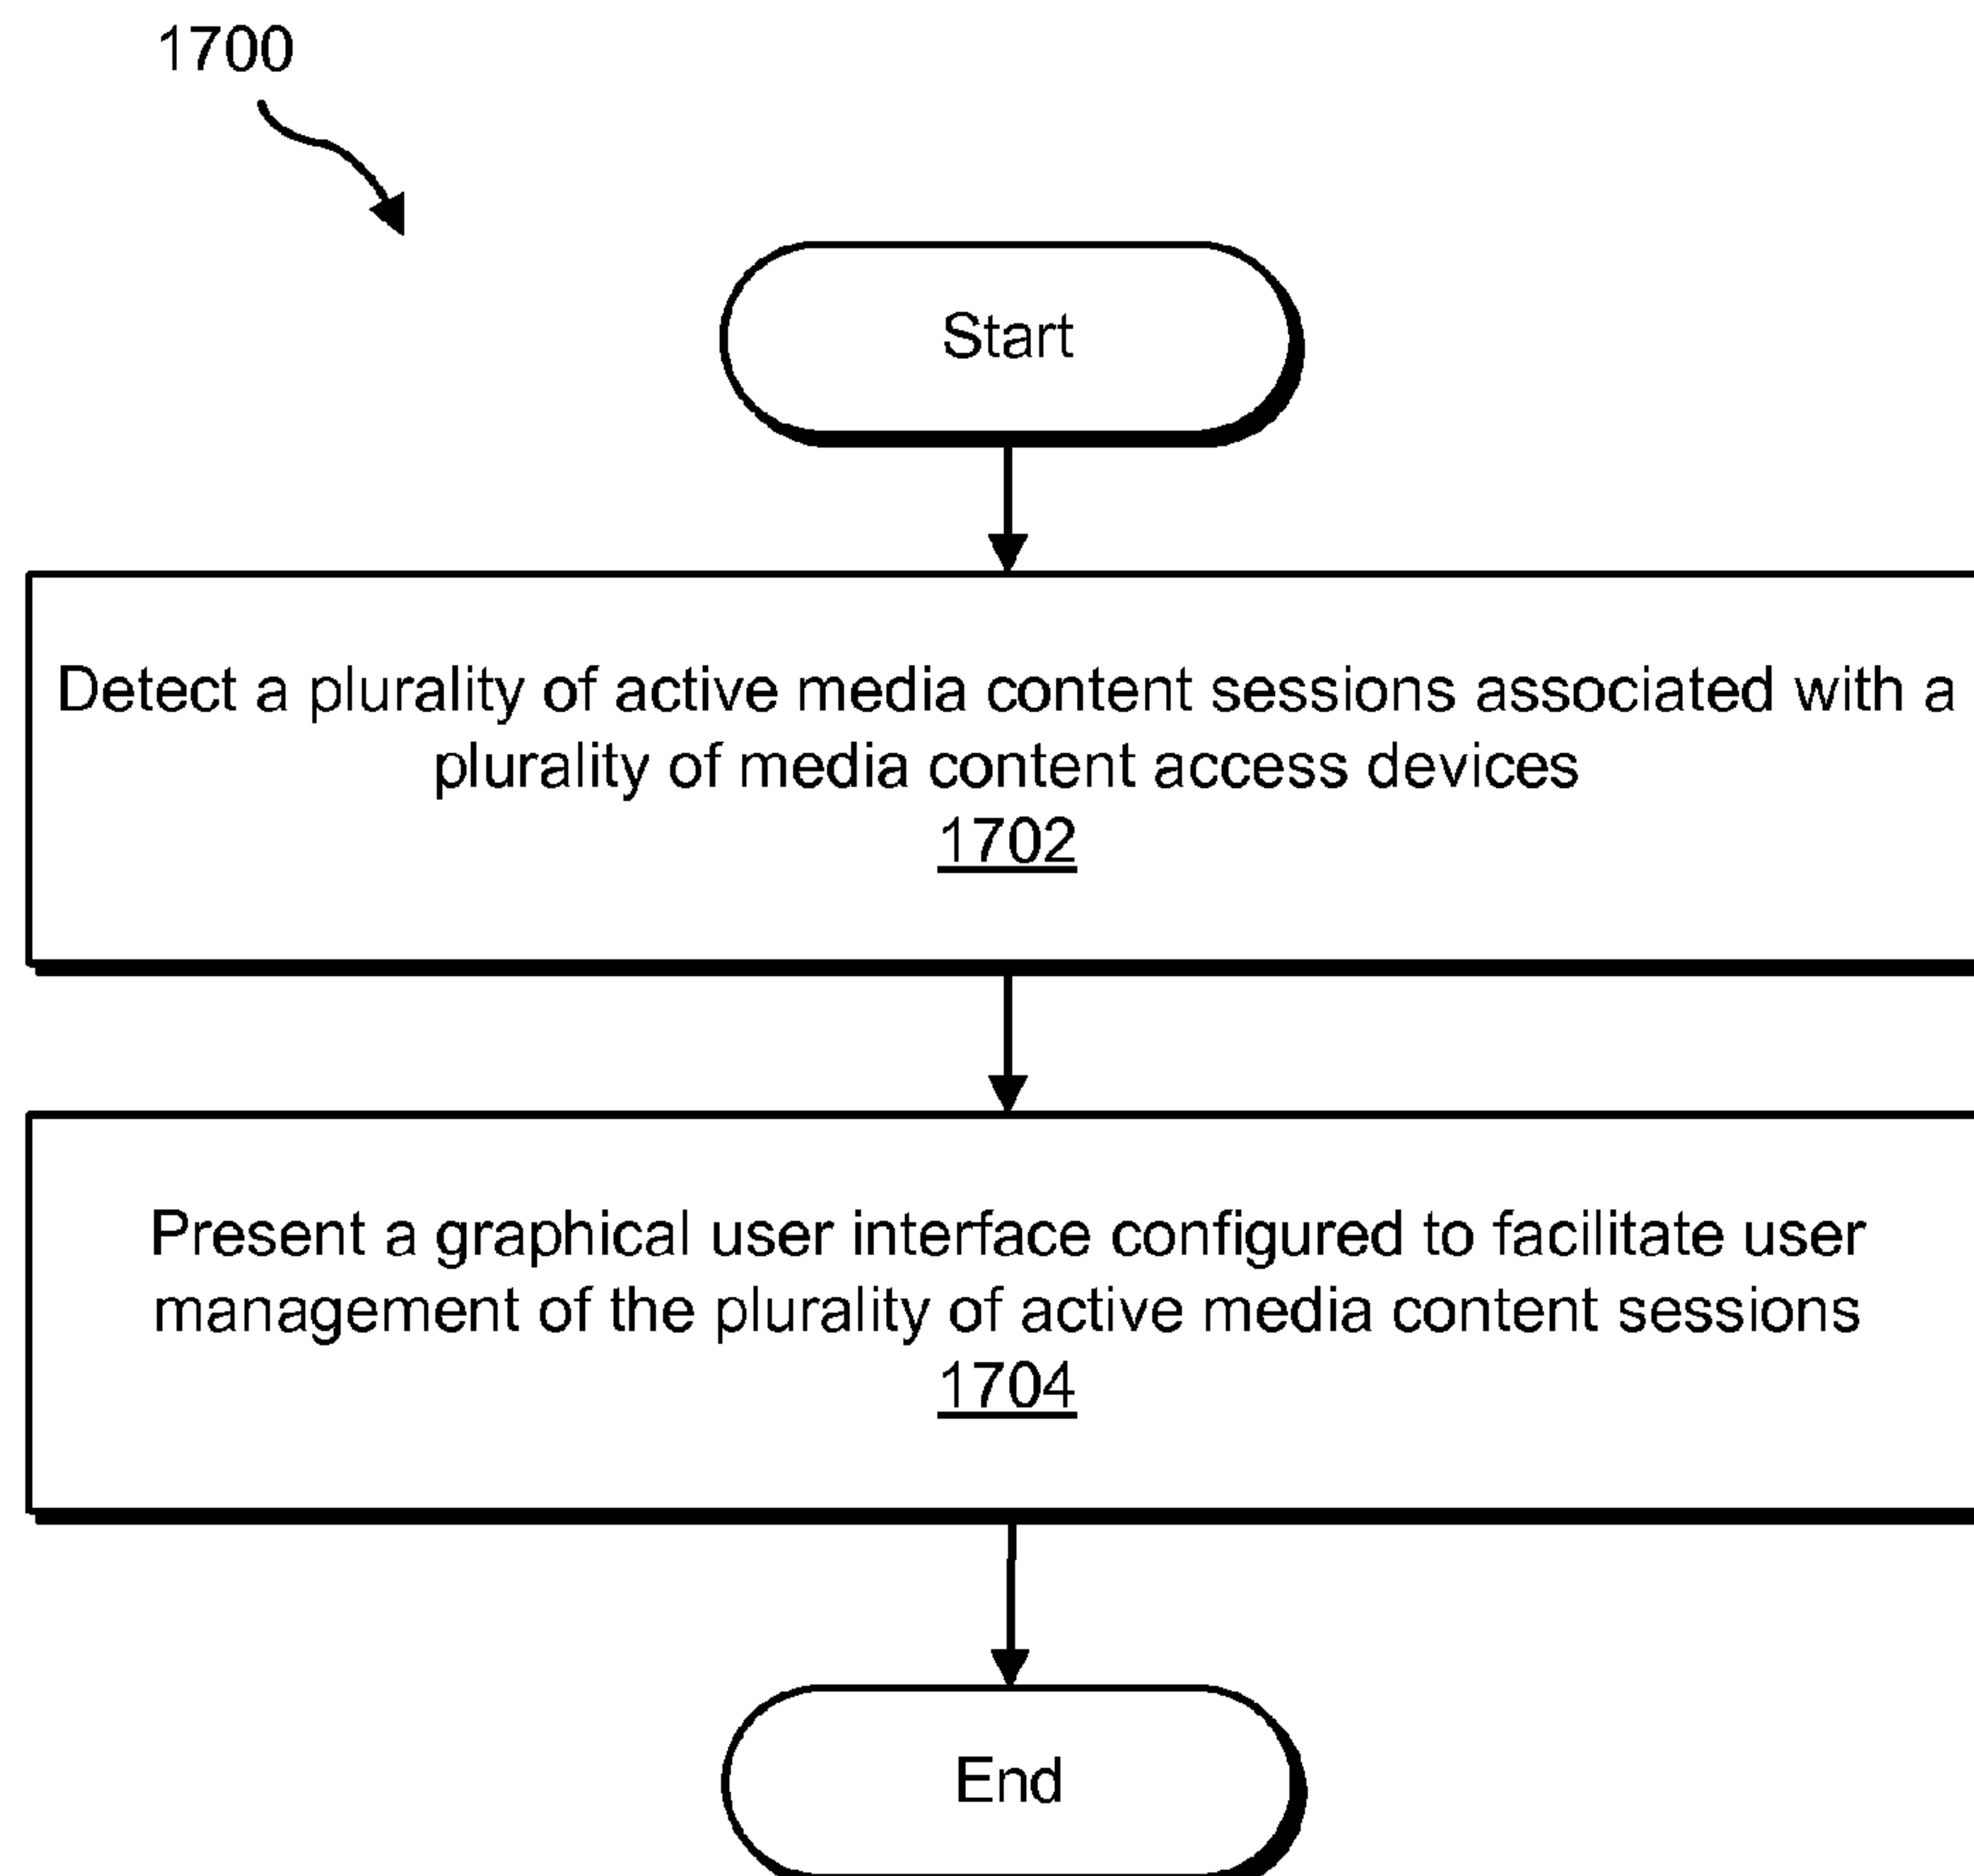 1700
Start
Detect a plurality of active media content sessions associated with a
plurality of media content access devices
1702
Present a graphical user interface configured to facilitate user
management of the plurality of active media content sessions
1704
End